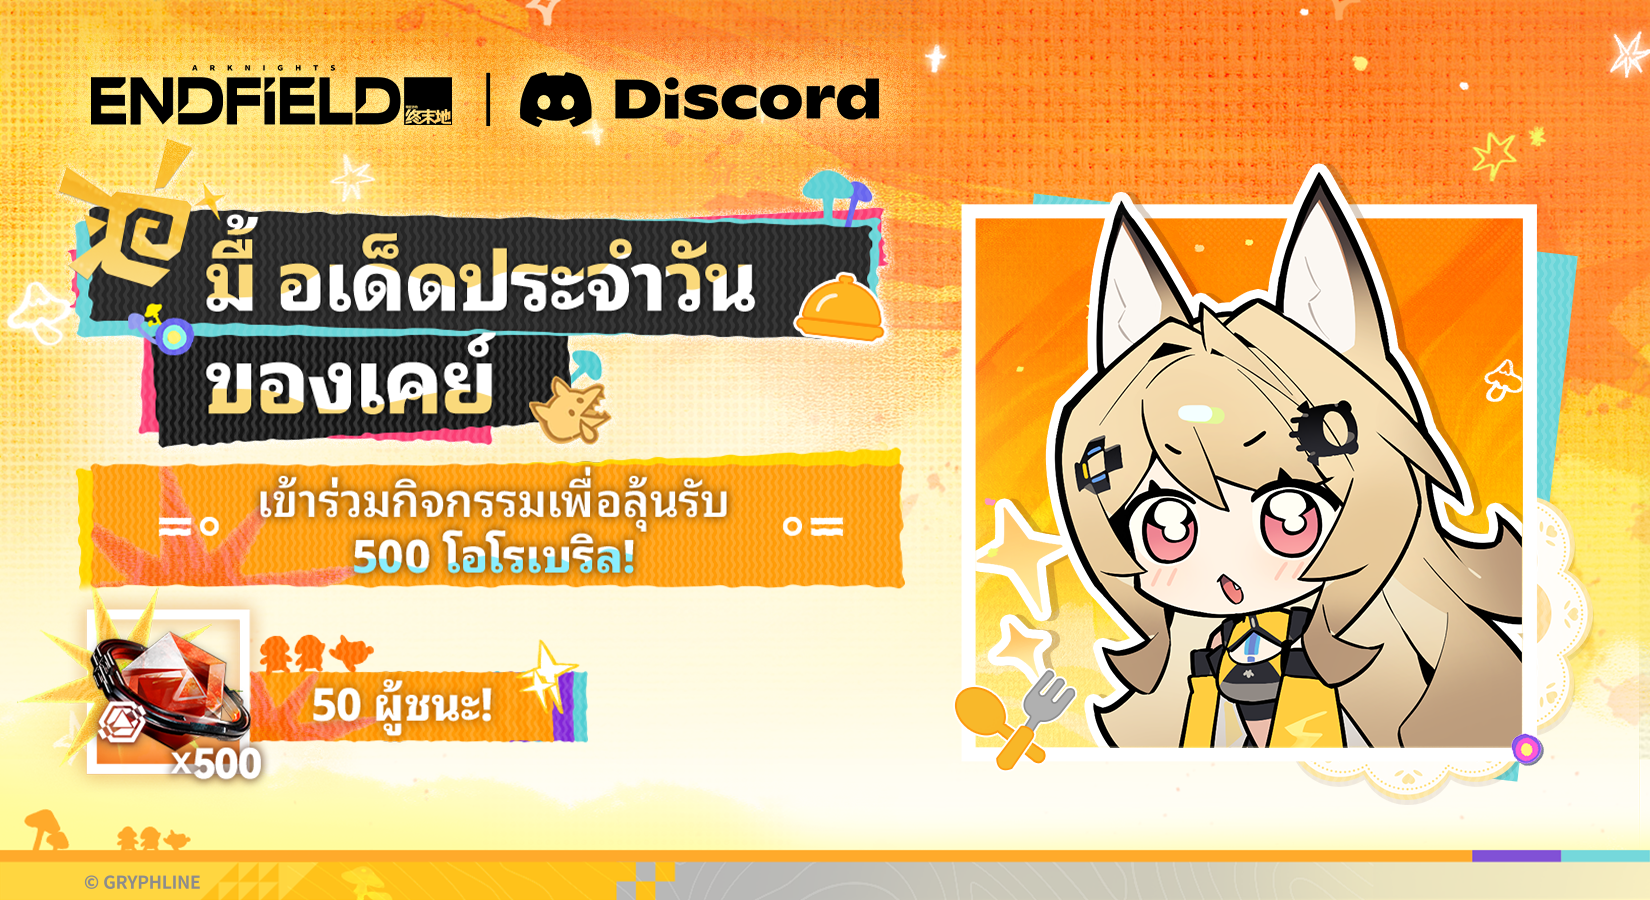 ARKNIGHTS
ENDFIELD 终末地 | Discord
มื้ อเด็ดประจำวัน
ของเคย์
เข้าร่วมกิจกรรมเพื่อลุ้นรับ
500 โอโรเบริล!
50 ผู้ชนะ!
x500
© GRYPHLINE